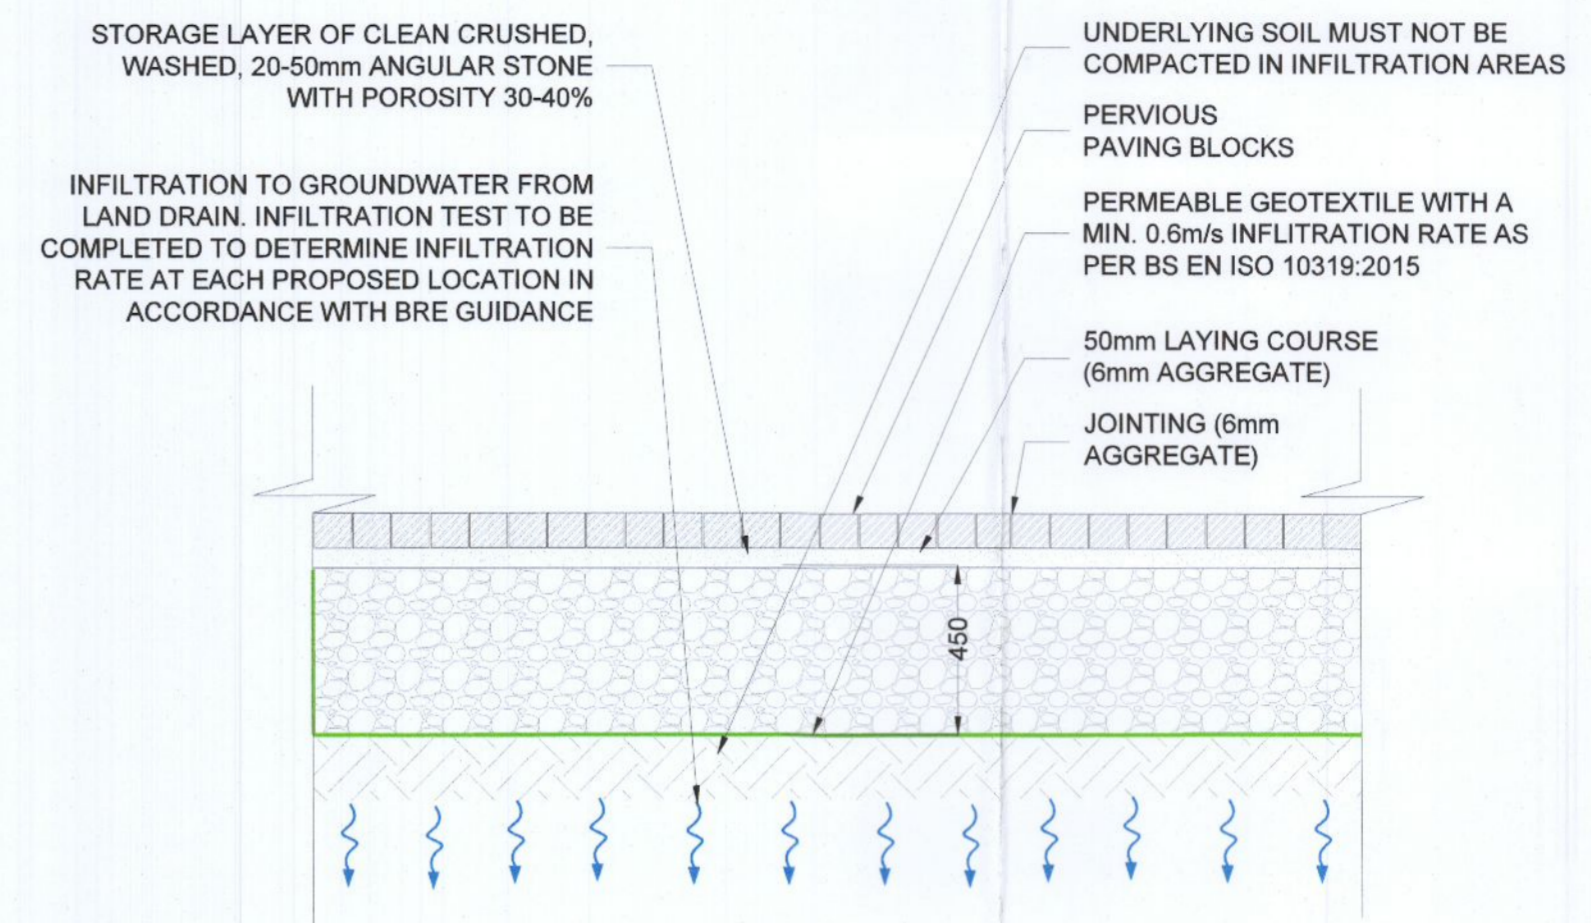 STORAGE LAYER OF CLEAN CRUSHED,
WASHED, 20-50mm ANGULAR STONE
WITH POROSITY 30-40%
INFILTRATION TO GROUNDWATER FROM
LAND DRAIN. INFILTRATION TEST TO BE
COMPLETED TO DETERMINE INFILTRATION
RATE AT EACH PROPOSED LOCATION IN
ACCORDANCE WITH BRE GUIDANCE
UNDERLYING SOIL MUST NOT BE
COMPACTED IN INFILTRATION AREAS
PERVIOUS
PAVING BLOCKS
PERMEABLE GEOTEXTILE WITH A
MIN. 0.6m/s INFLITRATION RATE AS
PER BS EN ISO 10319:2015
50mm LAYING COURSE
(6mm AGGREGATE)
JOINTING (6mm
AGGREGATE)
450